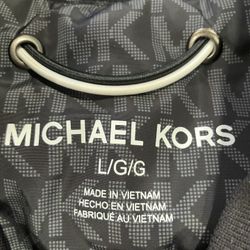 MICHAEL KORS
L/G/G
MADE IN VIETNAM
HECHO EN VIETNAM
FABRIQUÉ AU VIETNAM